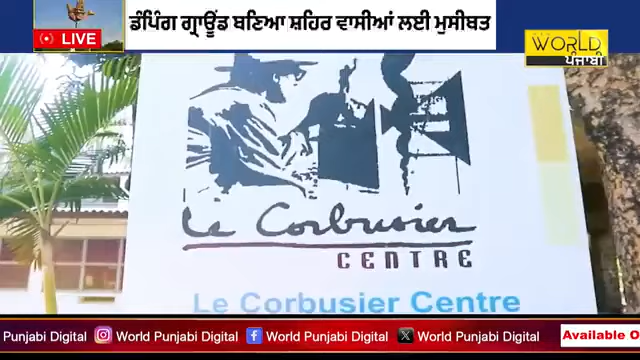 ਡੰਪਿੰਗ ਗ੍ਰਾਊਂਡ ਬਣਿਆ ਸ਼ਹਿਰ ਵਾਸੀਆਂ ਲਈ ਮੁਸੀਬਤ
LIVE
WORLD
ਪੰਜਾਬੀ
Le Corbusier
CENTRE
Le Corbusier Centre
Punjabi Digital World Punjabi Digital World Punjabi Digital World Punjabi Digital Available O